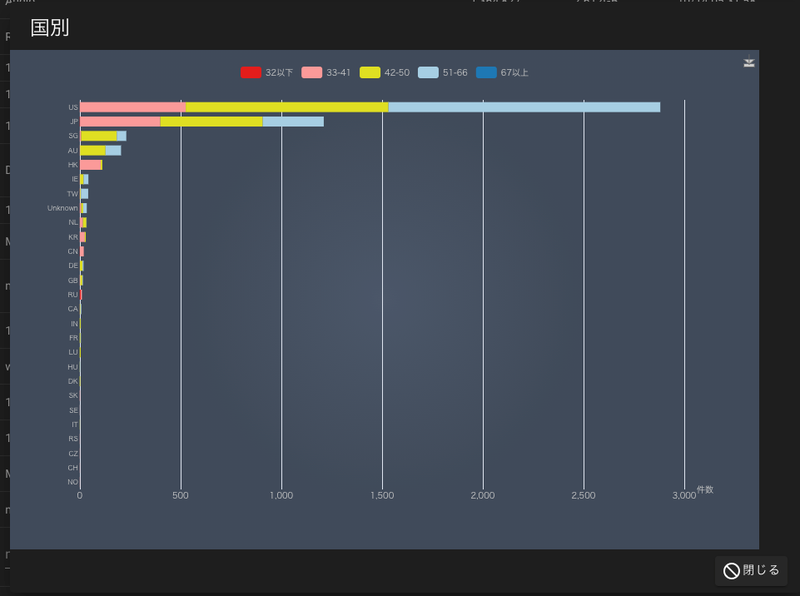 国別
32以下 33-41 42-50 51-66 67以上
US
JP
SG
AU
HK
IE
TW
Unknown
NL
KR
CN
DE
GB
RU
CA
IN
FR
LU
HU
DK
SK
SE
IT
RS
CZ
CH
NO
0 500 1,000 1,500 2,000 2,500 3,000 件数
閉じる